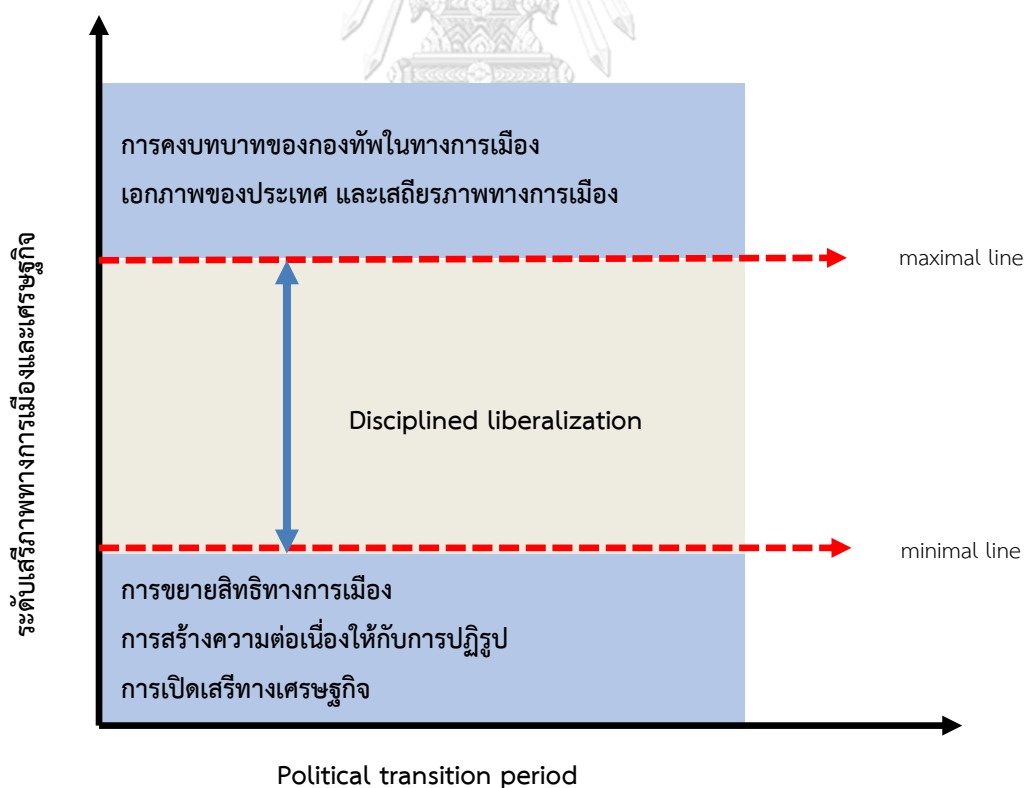 การคงบทบาทของกองทัพในทางการเมือง
เอกภาพของประเทศ และเสถียรภาพทางการเมือง
maximal line
ระดับเสรีภาพทางการเมืองและเศรษฐกิจ
Disciplined liberalization
minimal line
การขยายสิทธิทางการเมือง
การสร้างความต่อเนื่องให้กับการปฏิรูป
การเปิดเสรีทางเศรษฐกิจ
Political transition period